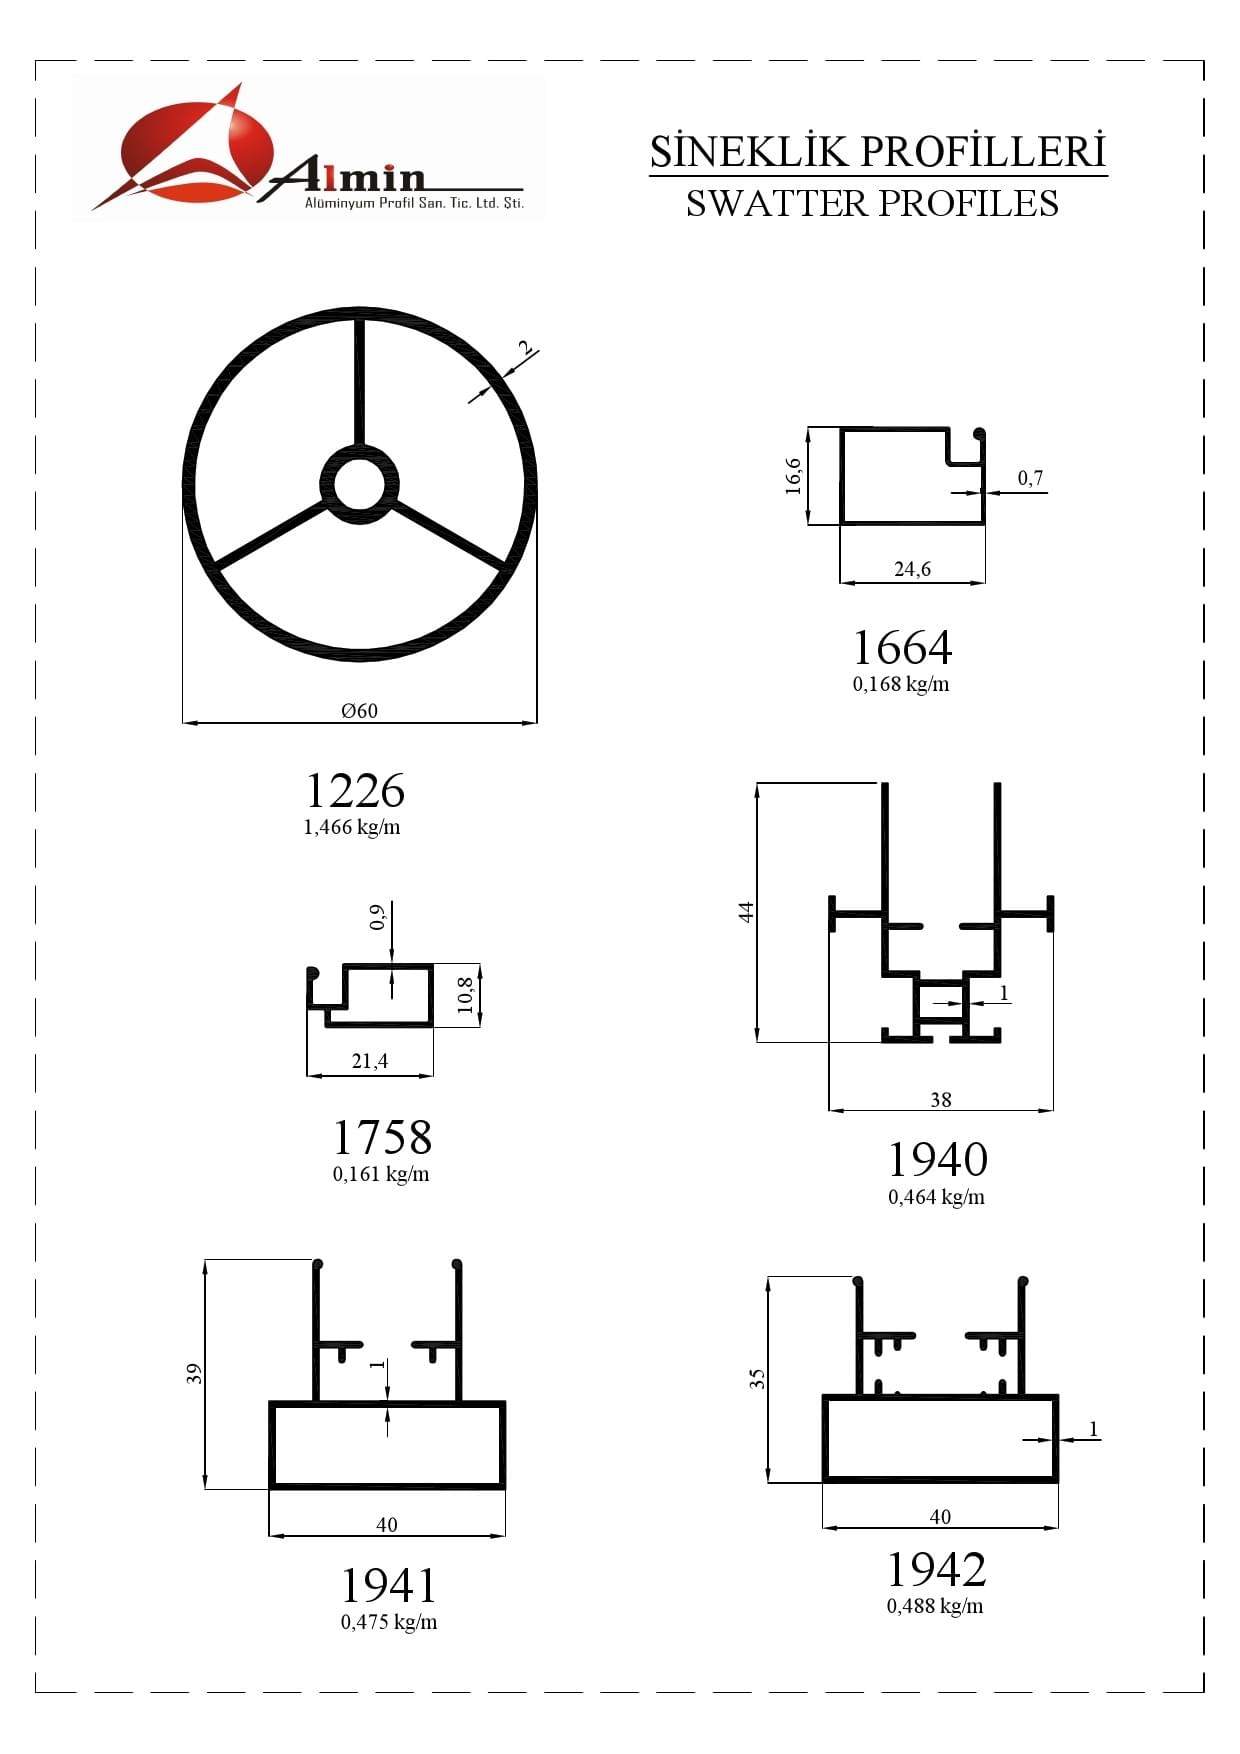 Almin
Alüminyum Profil San. Tic. Ltd. Şti.
SİNEKLİK PROFİLLERİ
SWATTER PROFILES
2
Ø60
1226
1,466 kg/m
16,6
0,7
24,6
1664
0,168 kg/m
0,9
10,8
21,4
1758
0,161 kg/m
44
1
38
1940
0,464 kg/m
39
1
40
1941
0,475 kg/m
35
1
40
1942
0,488 kg/m